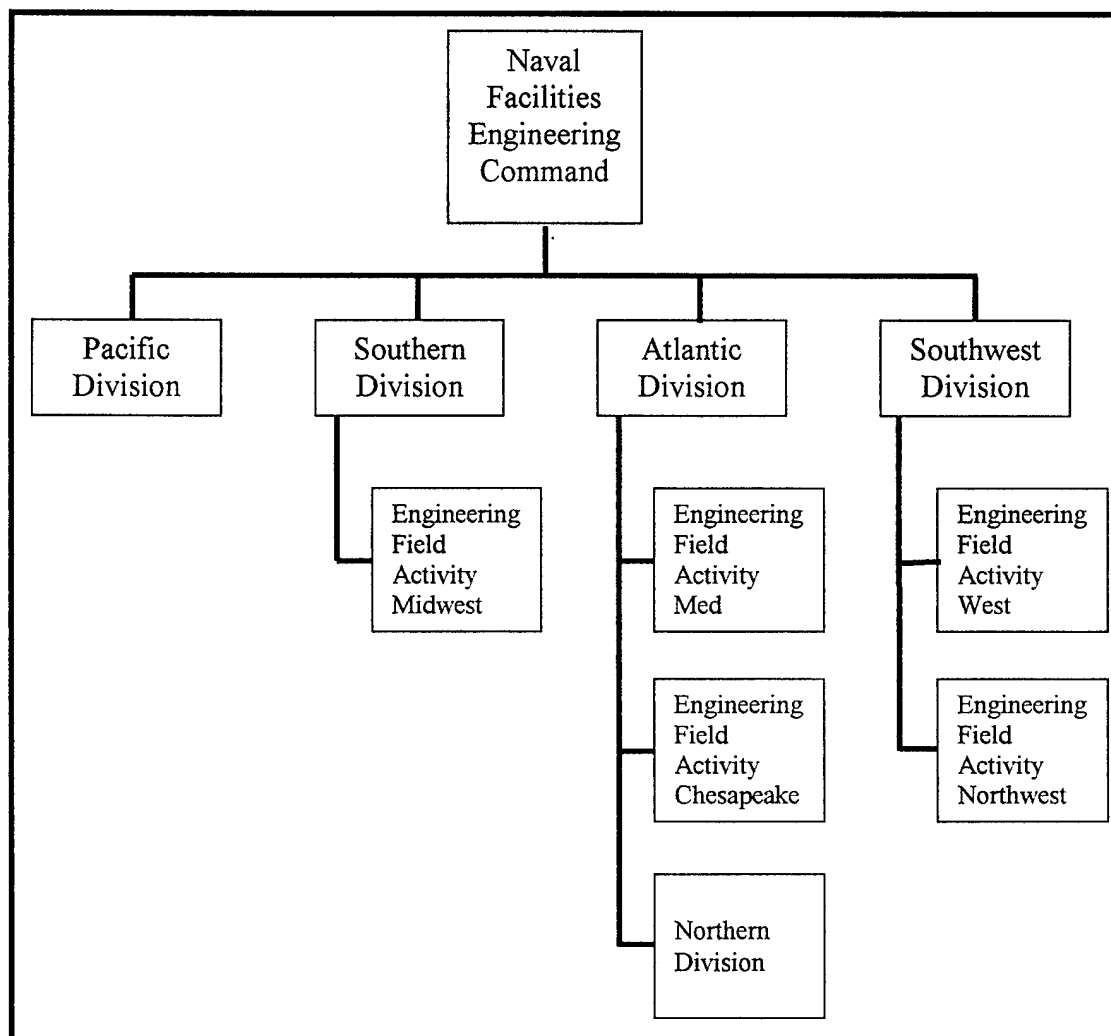 Naval
Facilities
Engineering
Command
Pacific
Division
Southern
Division
Atlantic
Division
Southwest
Division
Engineering
Field
Activity
Midwest
Engineering
Field
Activity
Med
Engineering
Field
Activity
West
Engineering
Field
Activity
Chesapeake
Engineering
Field
Activity
Northwest
Northern
Division